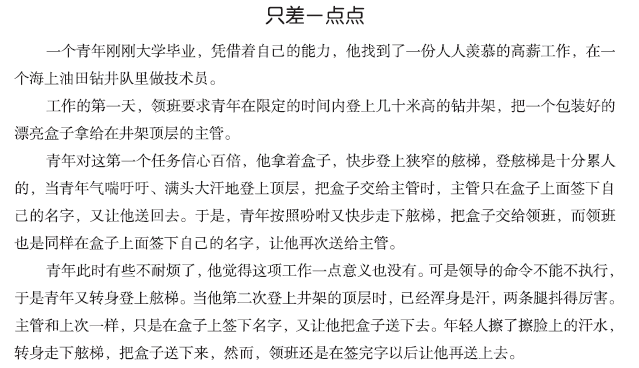 只差一点点
一个青年刚刚大学毕业，凭借着自己的能力，他找到了一份人人羡慕的高薪工作，在一
个海上油田钻井队里做技术员。
工作的第一天，领班要求青年在限定的时间内登上几十米高的钻井架，把一个包装好的
漂亮盒子拿给在井架顶层的主管。
青年对这第一个任务信心百倍，他拿着盒子，快步登上狭窄的舷梯，登舷梯是十分累人
的，当青年气喘吁吁、满头大汗地登上顶层，把盒子交给主管时，主管只在盒子上面签下自
己的名字，又让他送回去。于是，青年按照吩咐又快步走下舷梯，把盒子交给领班，而领班
也是同样在盒子上面签下自己的名字，让他再次送给主管。
青年此时有些不耐烦了，他觉得这项工作一点意义也没有。可是领导的命令不能不执行，
于是青年又转身登上舷梯。当他第二次登上井架的顶层时，已经浑身是汗，两条腿抖得厉害。
主管和上次一样，只是在盒子上签下名字，又让他把盒子送下去。年轻人擦了擦脸上的汗水，
转身走下舷梯，把盒子送下来，然而，领班还是在签完字以后让他再送上去。